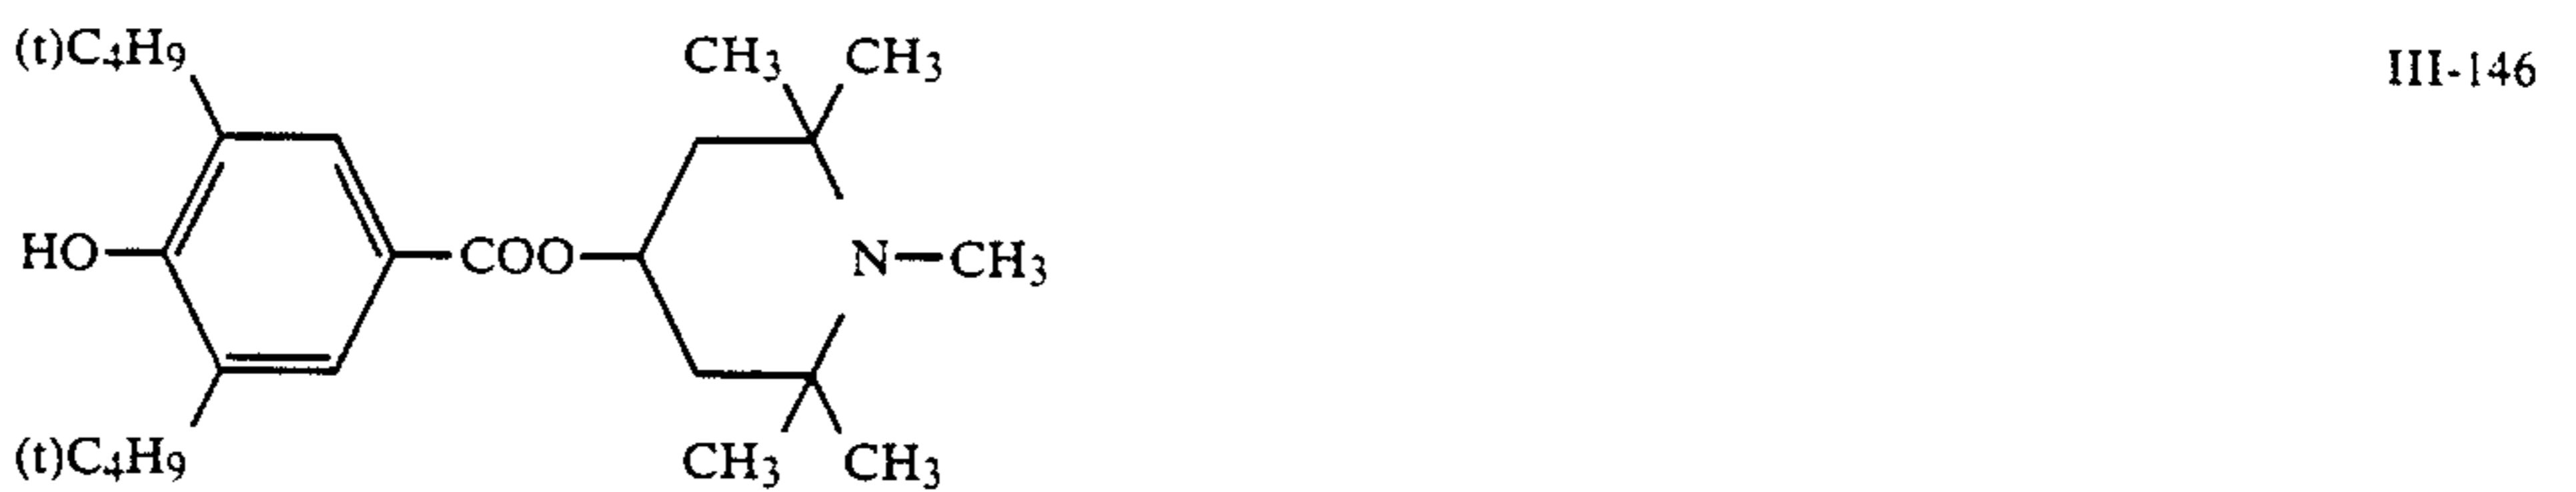 (t)C₄H₉
CH₃ CH₃
III-146
HO
COO
N
CH₃
(t)C₄H₉
CH₃ CH₃